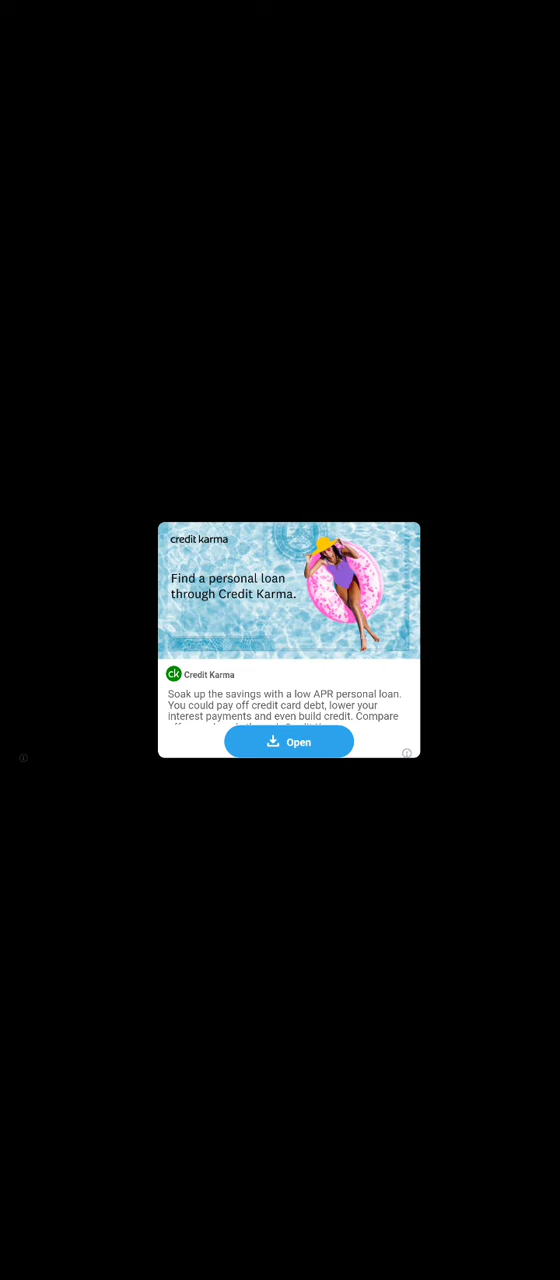 credit karma
Find a personal loan
through Credit Karma.
ck Credit Karma
Soak up the savings with a low APR personal loan.
You could pay off credit card debt, lower your
interest payments and even build credit. Compare
Open